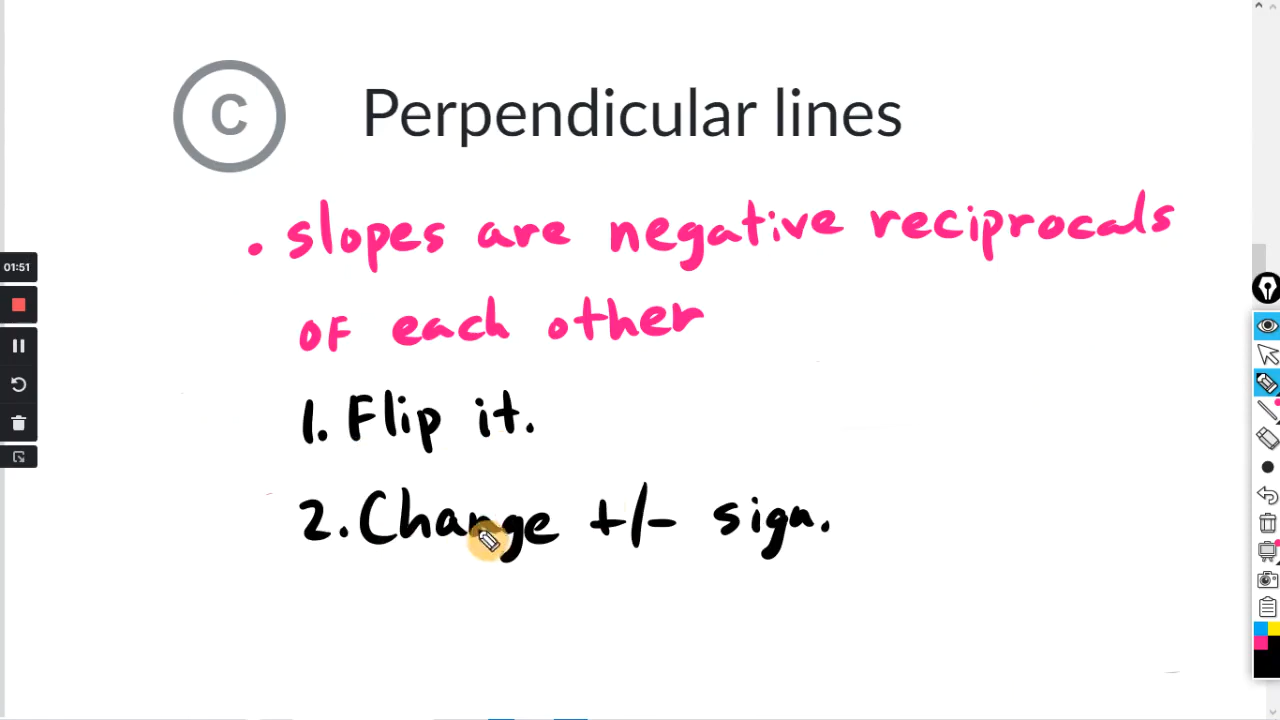 C Perpendicular lines
• slopes are negative reciprocals
of each other
01:51
1. Flip it.
2. Change +/- sign.